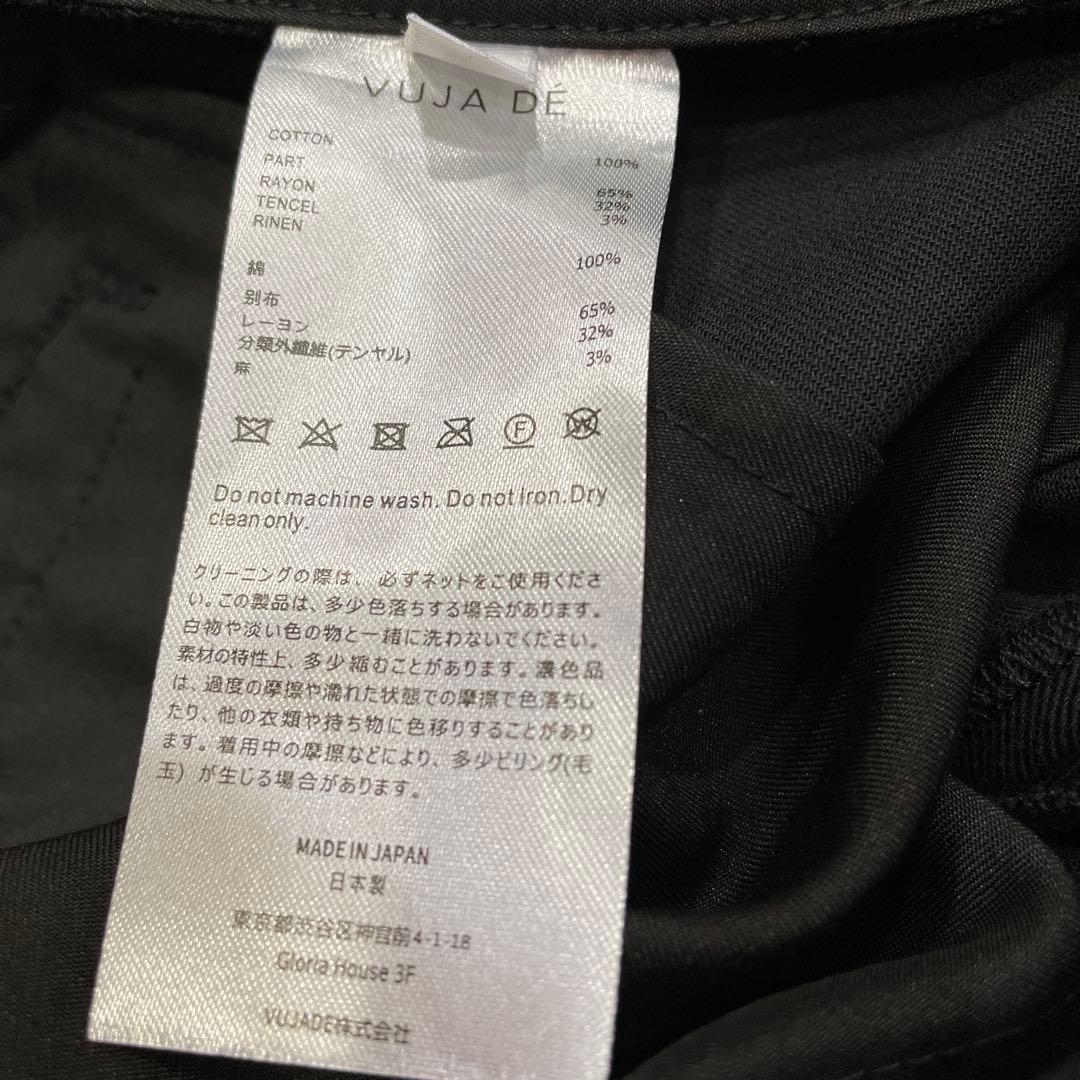 VUJA DÉ
COTTON 100%
PART
RAYON 65%
TENCEL 32%
RINEN 3%
綿 100%
別布
レーヨン 65%
分類外繊維(テンヤル) 32%
麻 3%
F W
Do not machine wash. Do not Iron. Dry
clean only.
クリーニングの際は、必ずネットをご使用くださ
い。この製品は、多少色落ちする場合があります。
白物や淡い色の物と一緒に洗わないでください。
素材の特性上、多少縮むことがあります。濃色品
は、過度の摩擦や濡れた状態での摩擦で色落ちし
たり、他の衣類や持ち物に色移りすることがあり
ます。着用中の摩擦などにより、多少ピリング(毛
玉）が生じる場合があります。
MADE IN JAPAN
日本製
東京都渋谷区神宮前4-1-18
Gloria House 3F
VUJADE株式会社